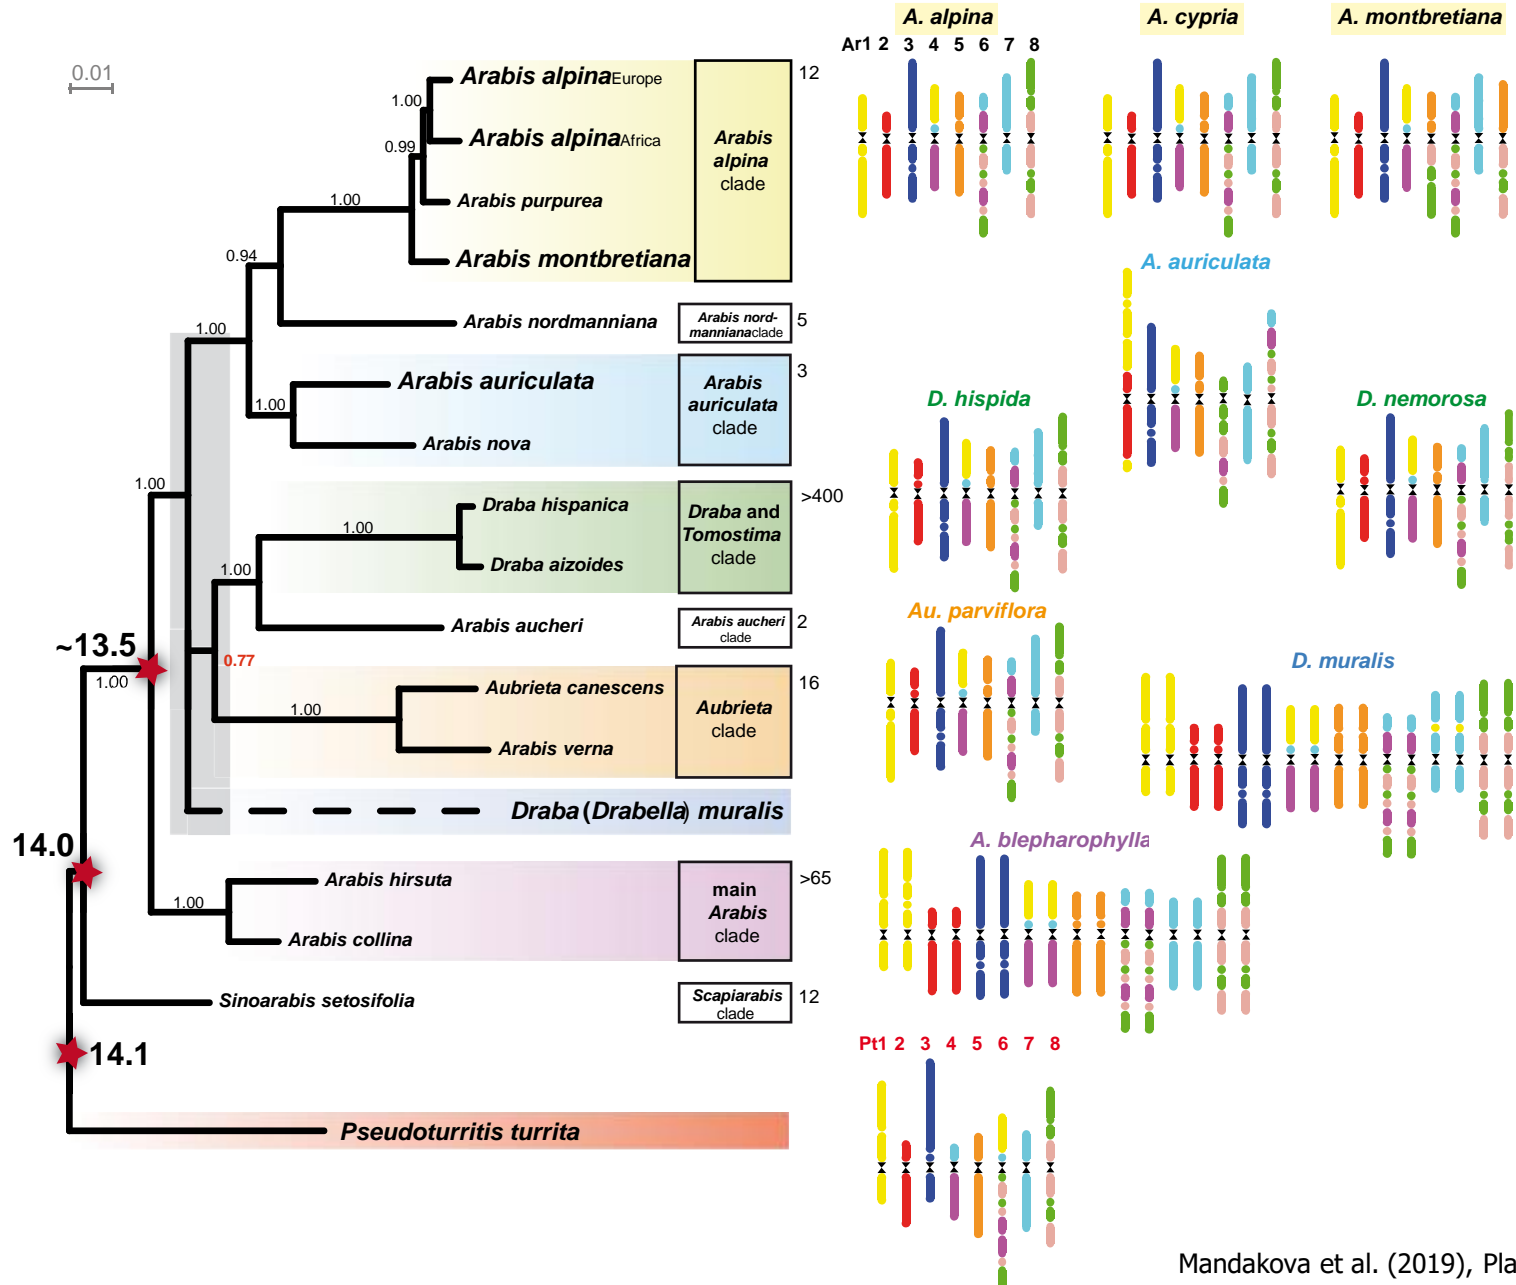 0.01
Arabis alpina Europe
Arabis alpina Africa
Arabis purpurea
Arabis montbretiana
Arabis
alpina
clade
12
1.00
0.99
1.00
0.94
Arabis nordmanniana
Arabis nord-
manniana clade
5
1.00
Arabis auriculata
Arabis nova
Arabis
auriculata
clade
3
1.00
1.00
Draba hispanica
Draba aizoides
Draba and
Tomostima
clade
>400
1.00
1.00
Arabis aucheri
Arabis aucheri
clade
2
~13.5
1.00
0.77
Aubrieta canescens
Arabis verna
Aubrieta
clade
16
1.00
Draba (Drabella) muralis
14.0
Arabis hirsuta
Arabis collina
main
Arabis
clade
>65
1.00
Sinoarabis setosifolia
Scapiarabis
clade
12
14.1
Pseudoturritis turrita
A. alpina
A. cypria
A. montbretiana
Ar1 2 3 4 5 6 7 8
A. auriculata
D. hispida
D. nemorosa
Au. parviflora
D. muralis
A. blepharophylla
Pt1 2 3 4 5 6 7 8
Mandakova et al. (2019), Pla